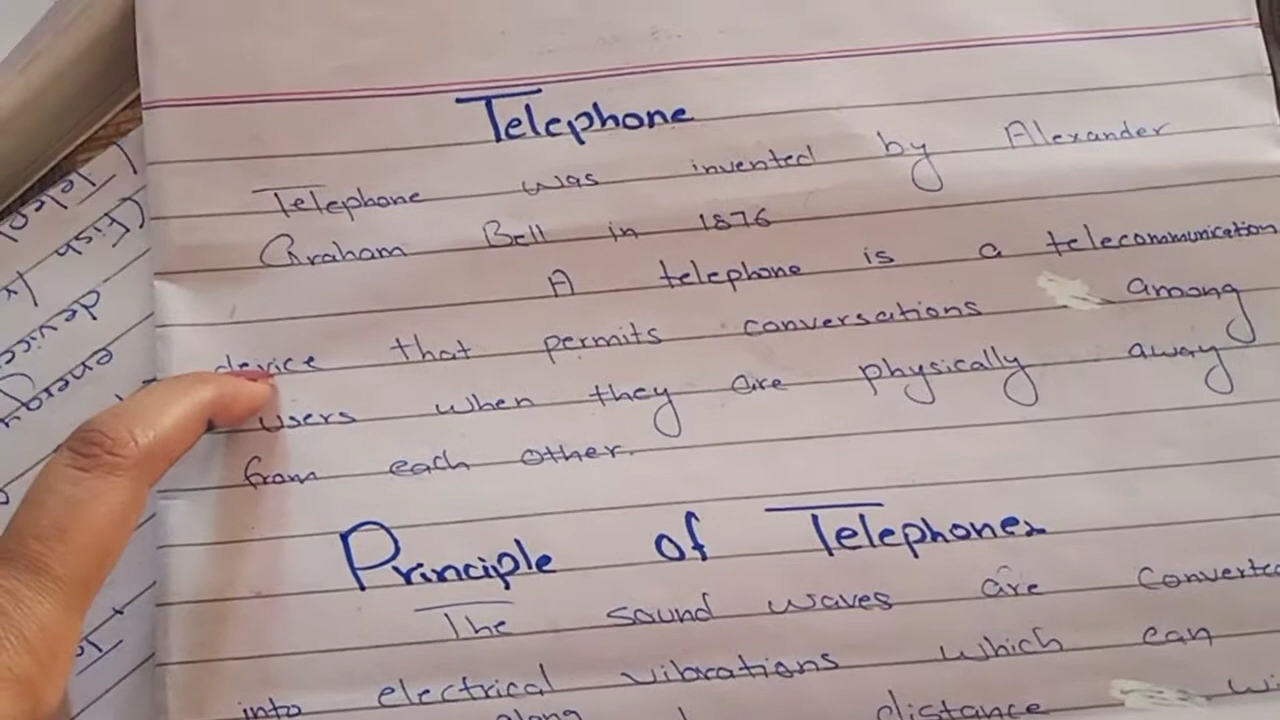 Telephone
Telephone was invented by Alexander
Graham Bell in 1876
A telephone is a telecommunication
device that permits conversations among
users when they are physically away
from each other.
Principle of Telephone
The sound waves are converted
into electrical vibrations which can
along distance